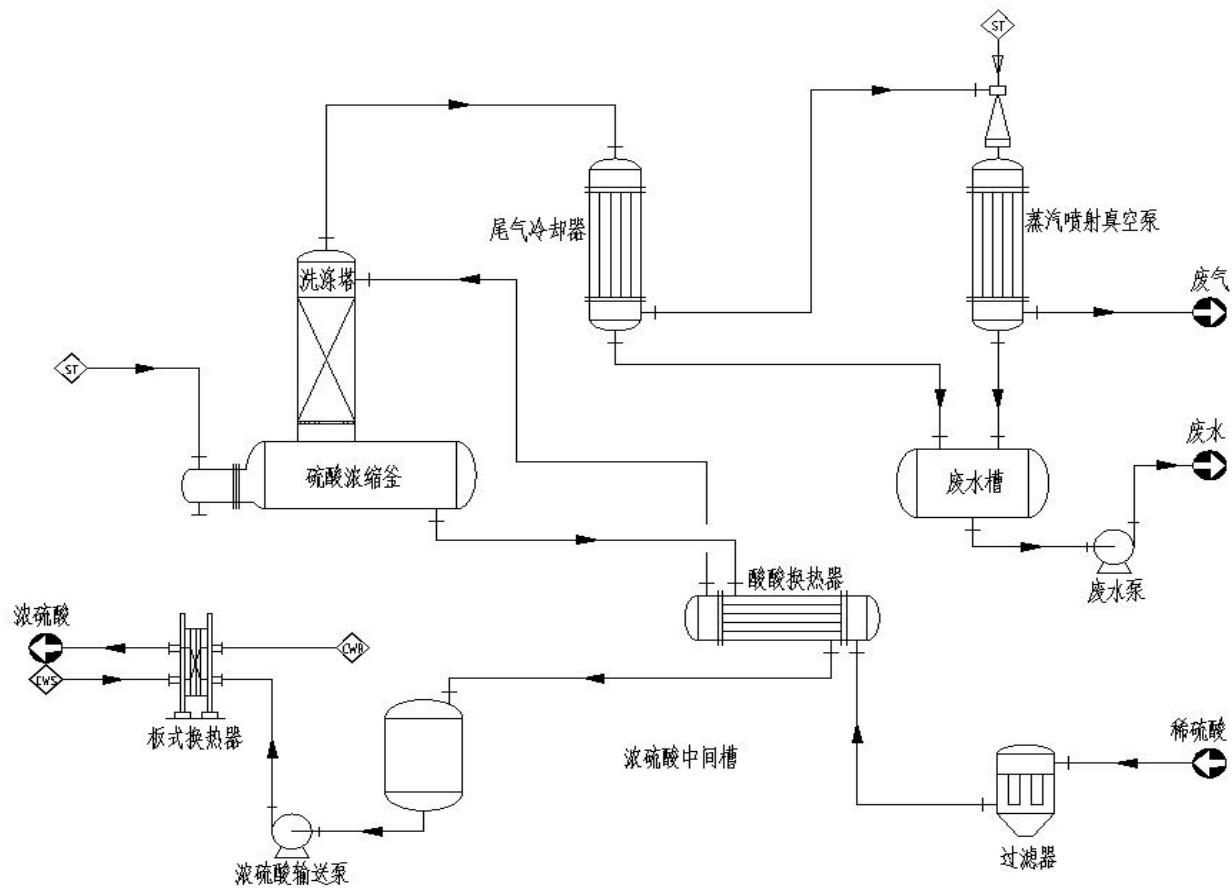 ST
尾气冷却器
蒸汽喷射真空泵
洗涤塔
废气
ST
硫酸浓缩釜
废水槽
废水
酸酸换热器
废水泵
浓硫酸
CWR
CWS
板式换热器
浓硫酸中间槽
稀硫酸
过滤器
浓硫酸输送泵